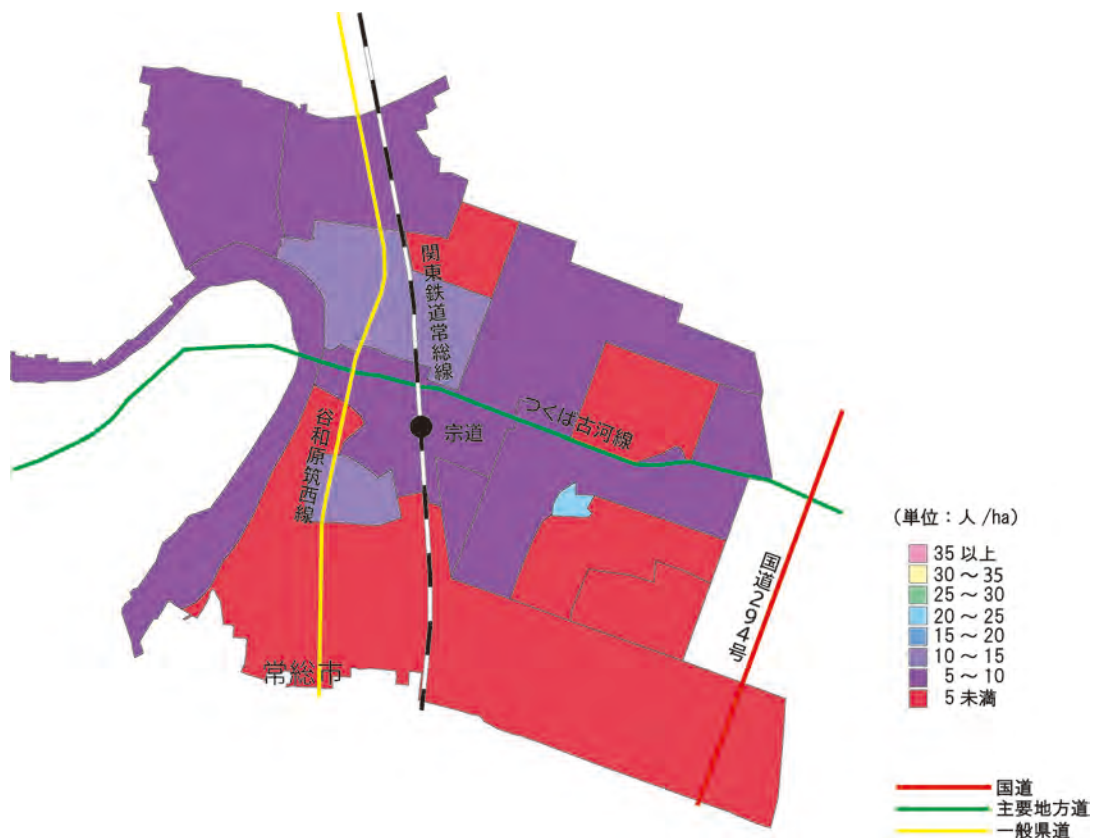 関東鉄道常総線
つくば古河線
宗道
谷和原筑西線
国道294号
常総市
(単位:人/ha)
35 以上
30 ~ 35
25 ~ 30
20 ~ 25
15 ~ 20
10 ~ 15
5 ~ 10
5 未満
国道
主要地方道
一般県道